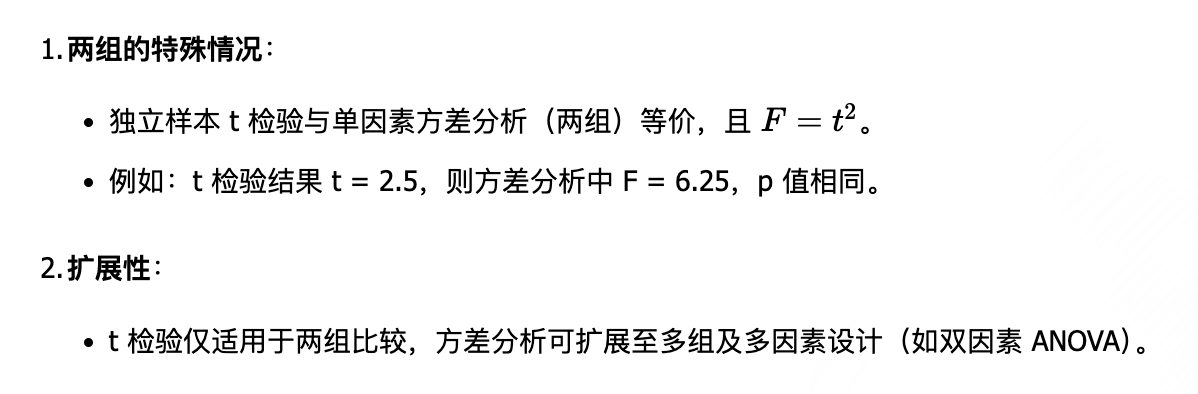 1.两组的特殊情况：
• 独立样本 t 检验与单因素方差分析（两组）等价，且 F = t²。
• 例如：t 检验结果 t = 2.5，则方差分析中 F = 6.25，p 值相同。
2.扩展性：
• t 检验仅适用于两组比较，方差分析可扩展至多组及多因素设计（如双因素 ANOVA）。